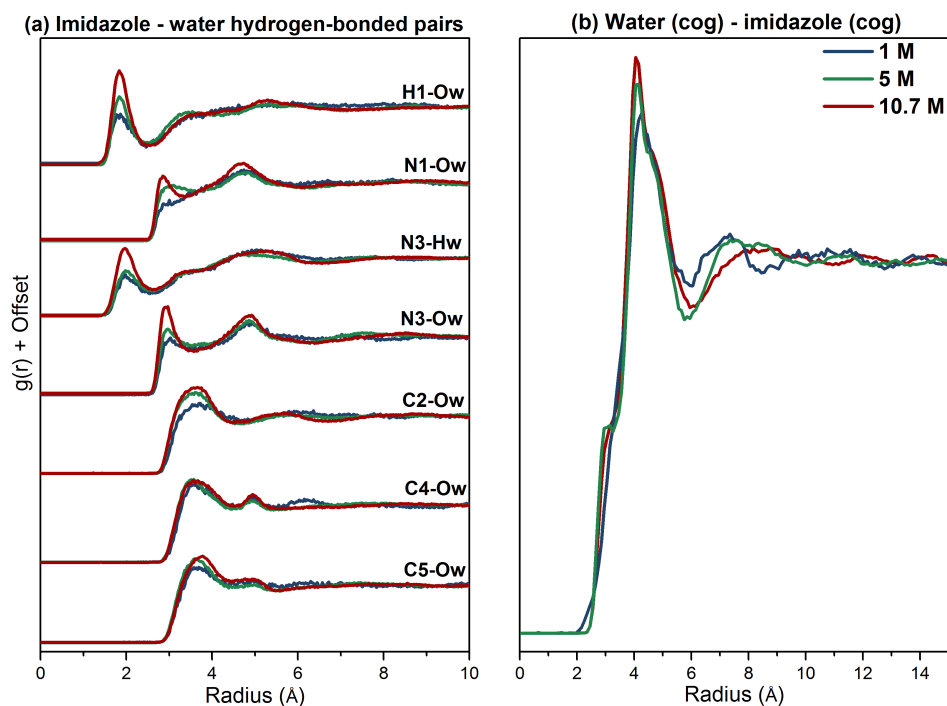 (a) Imidazole - water hydrogen-bonded pairs
g(r) + Offset
H1-Ow
N1-Ow
N3-Hw
N3-Ow
C2-Ow
C4-Ow
C5-Ow
0 2 4 6 8 10
Radius (Å)
(b) Water (cog) - imidazole (cog)
1 M
5 M
10.7 M
0 2 4 6 8 10 12 14
Radius (Å)